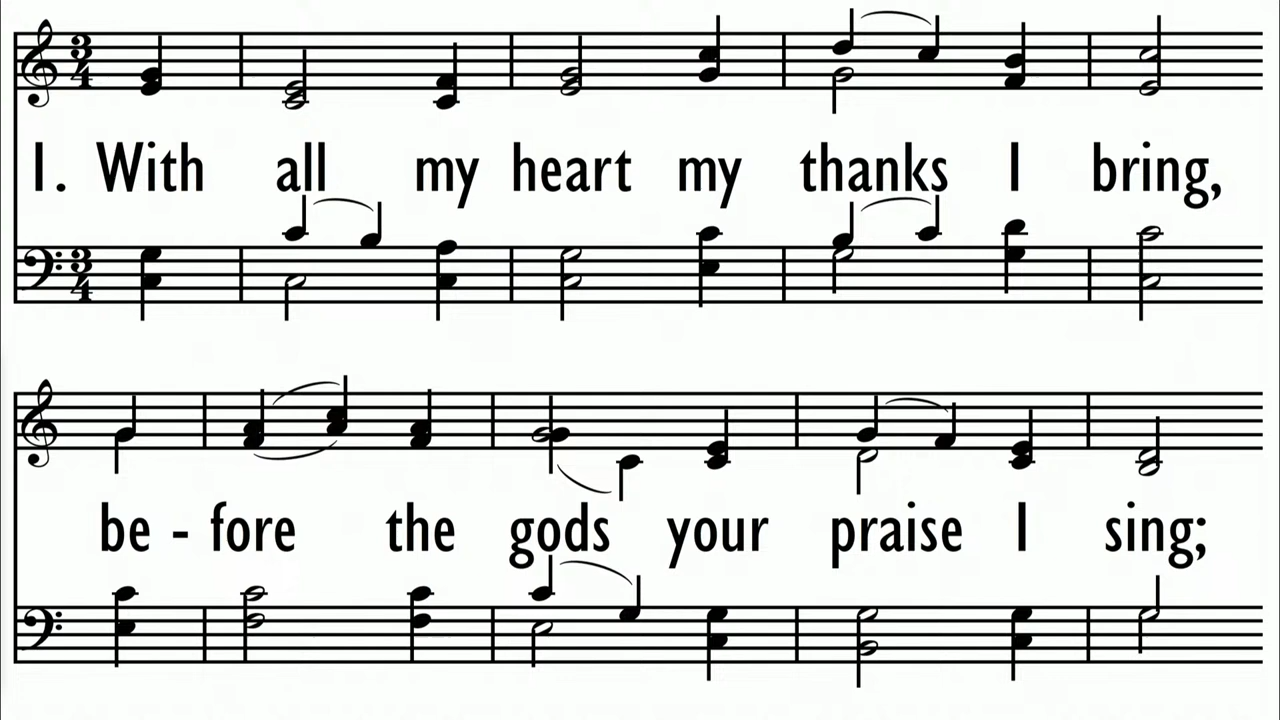 1. With all my heart my thanks I bring,
be - fore the gods your praise I sing;